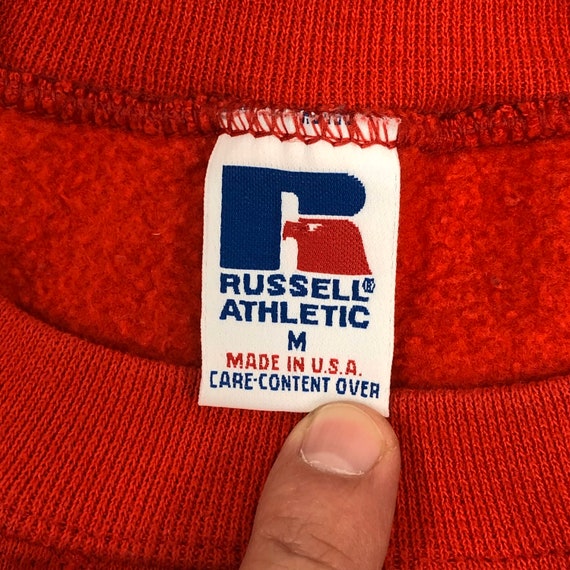 RUSSELL®
ATHLETIC
M
MADE IN U.S.A.
CARE-CONTENT OVER